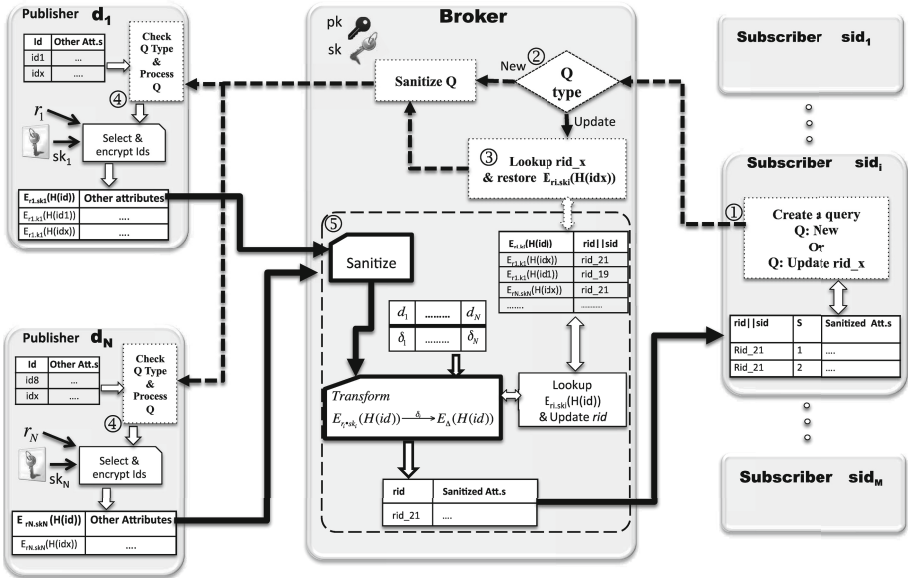 Publisher d1
Id Other Att.s
id1 ...
idx ....
Check
Q Type
&
Process
Q
④
r1
sk1
Select &
encrypt Ids
Er1.sk1(H(id)) Other attributes
Er1.k1(H(id1)) ....
Er1.k1(H(idx)) ....
Publisher dN
Id Other Att.s
id8 ...
idx ....
Check
Q Type
&
Process
Q
④
rN
skN
Select &
encrypt Ids
E rN.skN (H(id)) Other Attributes
ErN.skN(H(idx)) ....
Broker
pk
sk
Sanitize Q
New
②
Q
type
Update
③
Lookup rid_x
& restore Eri.ski(H(idx))
⑤
Sanitize
Eri.ski(H(id)) rid||sid
Er1.k1(H(idx)) rid_21
Er1.k1(H(id1)) rid_19
ErN.skN(H(idx)) rid_21
....... ..........
d1 ......... dN
δ1 ......... δN
Transform
Eri•ski(H(id)) —δi→ EΔ(H(id))
Lookup
Eri.ski(H(id))
& Update rid
rid Sanitized Att.s
rid_21 ....
Subscriber sid1
Subscriber sidi
①
Create a query
Q: New
Or
Q: Update rid_x
rid||sid S Sanitized Att.s
Rid_21 1 ....
Rid_21 2 ....
Subscriber sidM